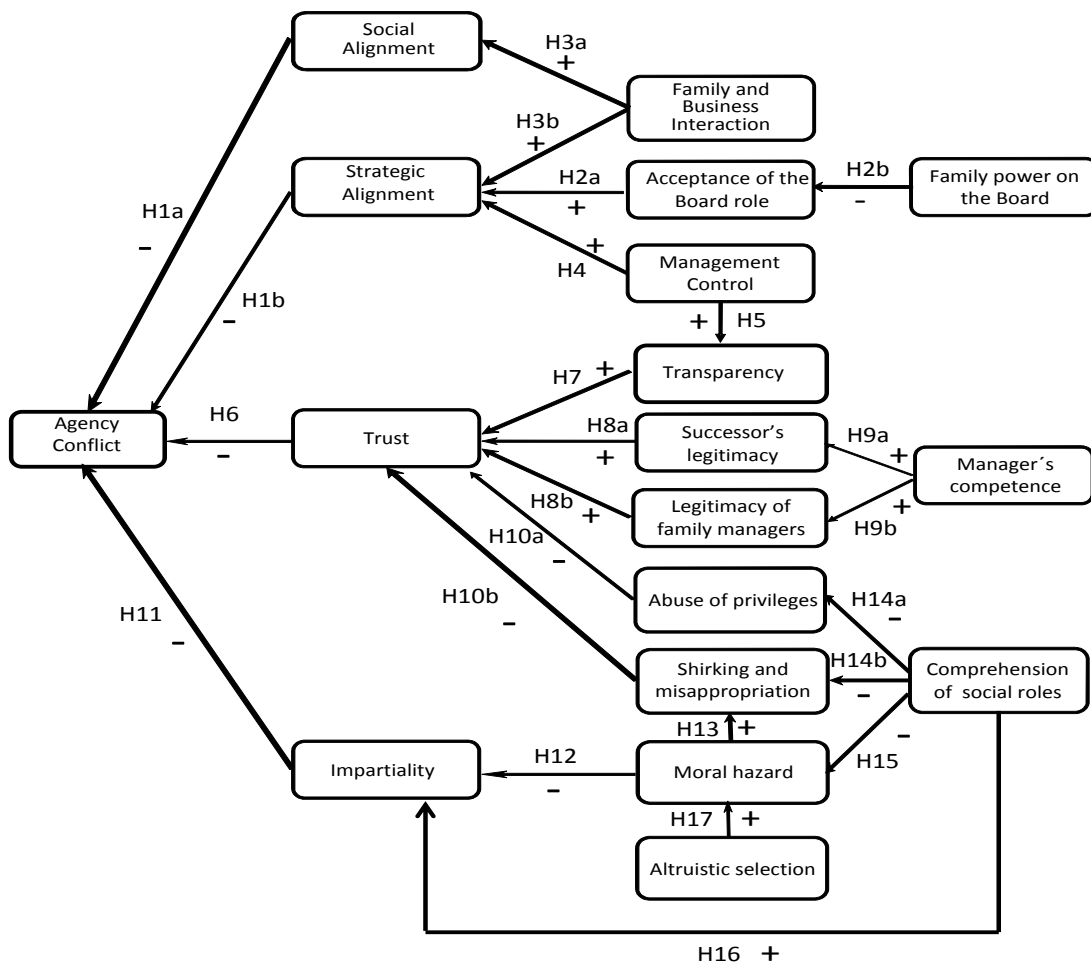 Social
Alignment
H3a
+
Family and
Business
Interaction
H3b
+
Strategic
Alignment
H2a
+
Acceptance of the
Board role
H2b
-
Family power on
the Board
H1a
-
+
H4
Management
Control
H1b
-
+
H5
H7
+
Transparency
Agency
Conflict
H6
-
Trust
H8a
+
Successor's
legitimacy
H9a
+
Manager´s
competence
H8b
+
Legitimacy of
family managers
+
H9b
H10a
-
Abuse of privileges
H14a
-
H10b
-
H11
-
Shirking and
misappropriation
H14b
-
Comprehension
of social roles
H13
+
-
H15
Impartiality
H12
-
Moral hazard
H17
+
Altruistic selection
H16 +